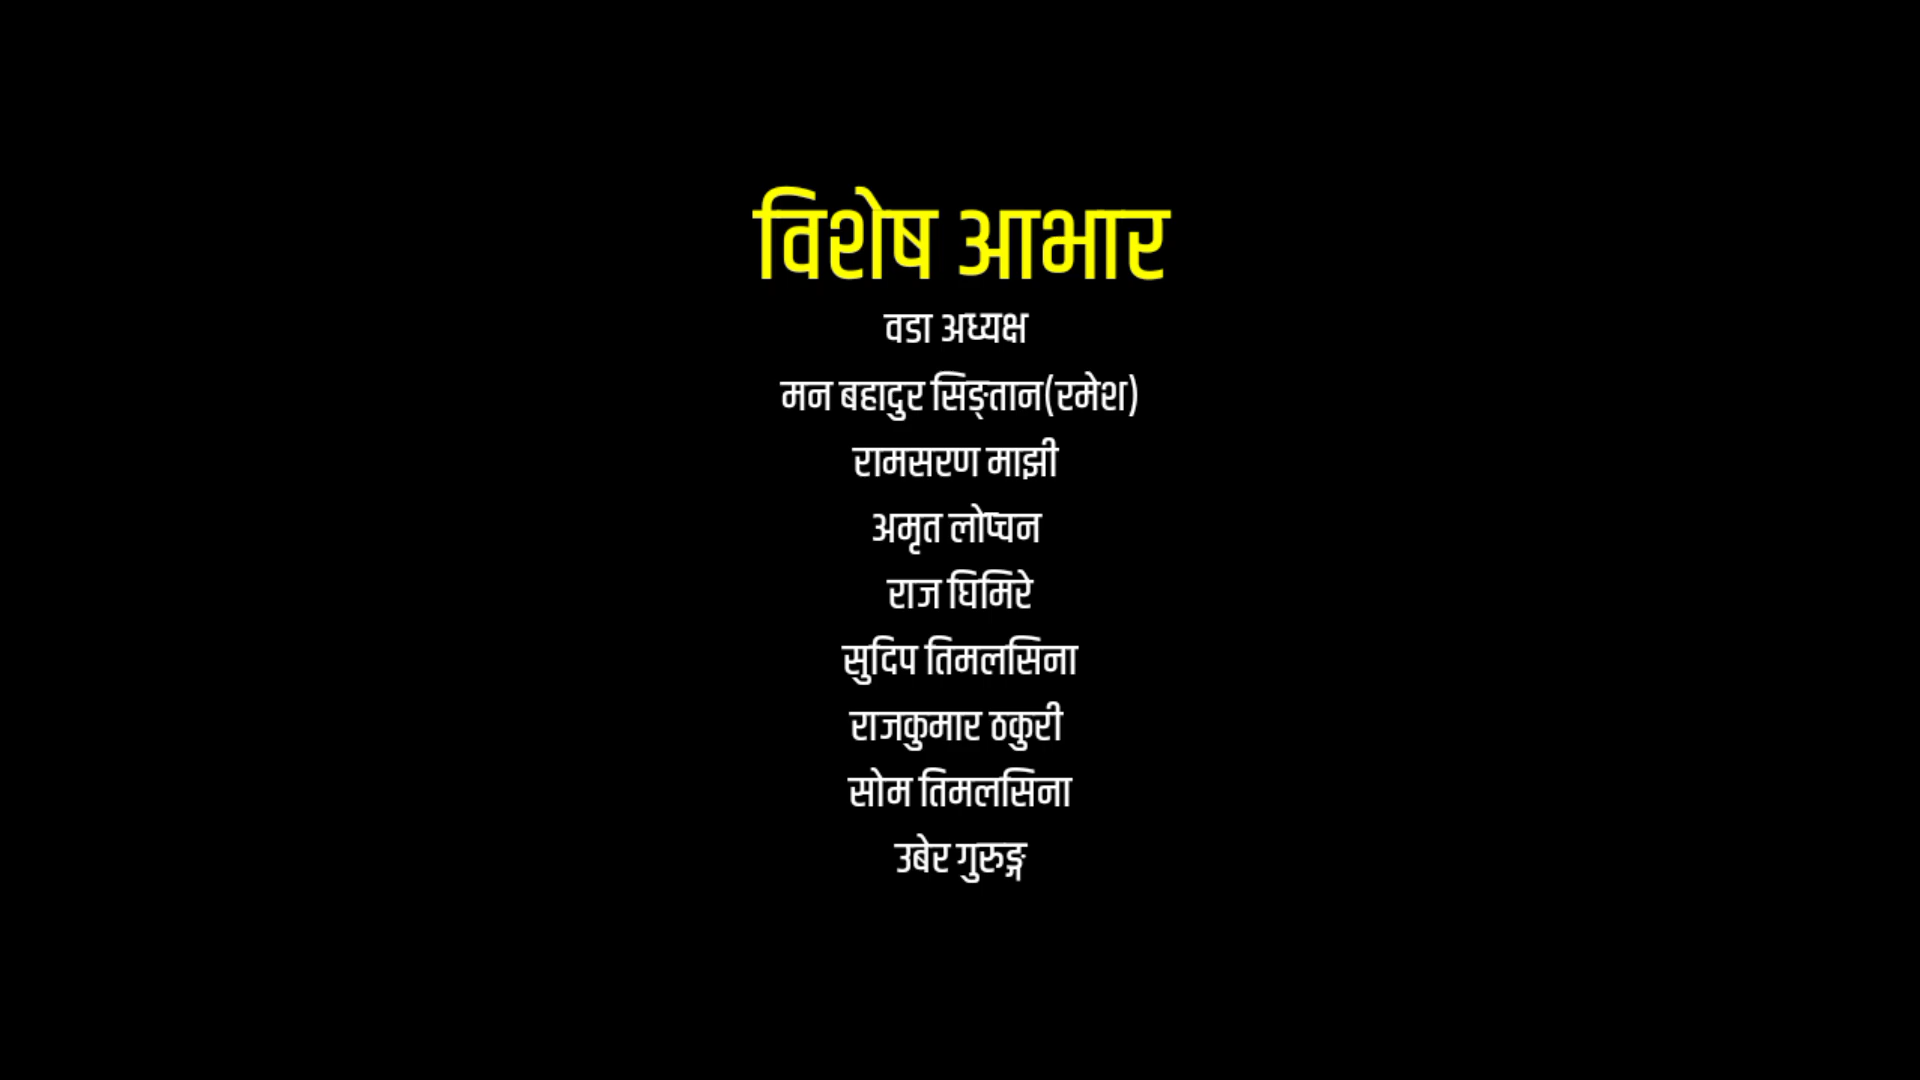 विशेष आभार
वडा अध्यक्ष
मन बहादुर सिङ्तान(रमेश)
रामसरण माझी
अमृत लोप्चन
राज घिमिरे
सुदिप तिमलसिना
राजकुमार ठकुरी
सोम तिमलसिना
उबेर गुरुङ्ग